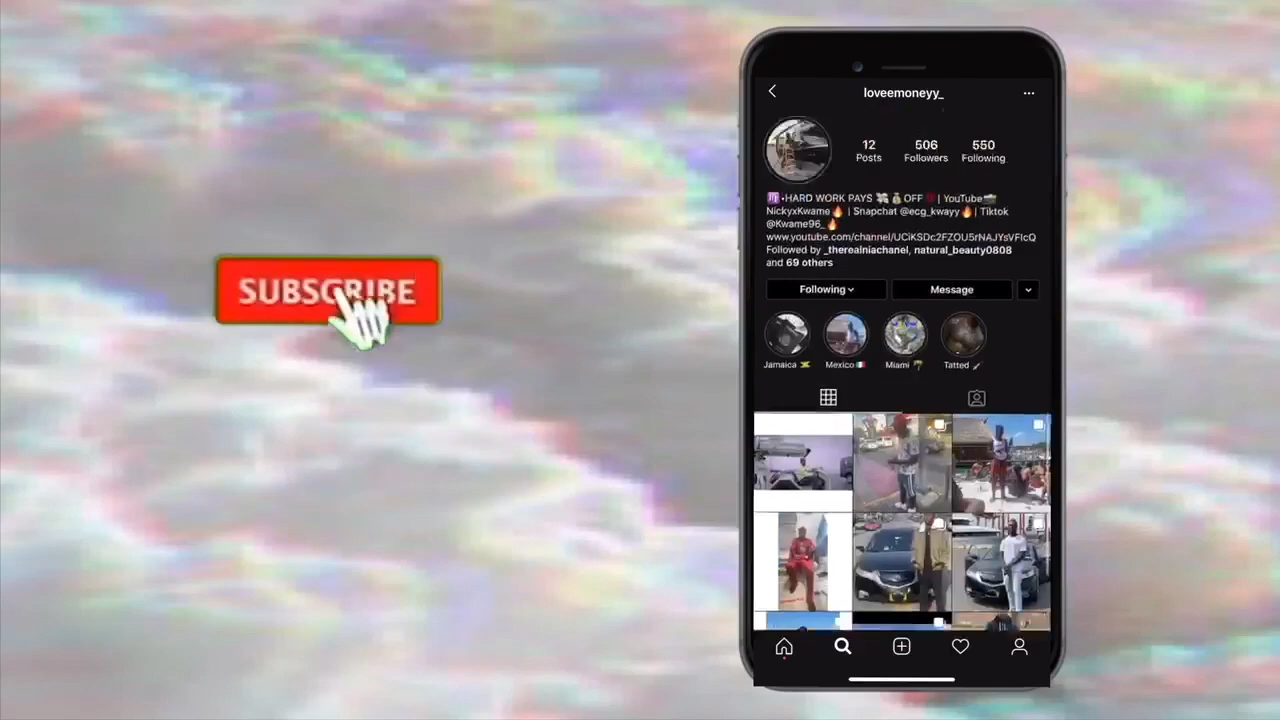 SUBSCRIBE
loveemoneyy_
12
Posts
506
Followers
550
Following
♍•HARD WORK PAYS 💸💰OFF💯| YouTube📹
NickyxKwame🔥 | Snapchat @ecg_kwayy🔥| Tiktok
@Kwame96_🔥
www.youtube.com/channel/UCiKSDc2FZOU5rNAJYsVFIcQ
Followed by _therealniachanel, natural_beauty0808
and 69 others
Following
Message
Jamaica 🇯🇲
Mexico 🇲🇽
Miami 🌴
Tatted